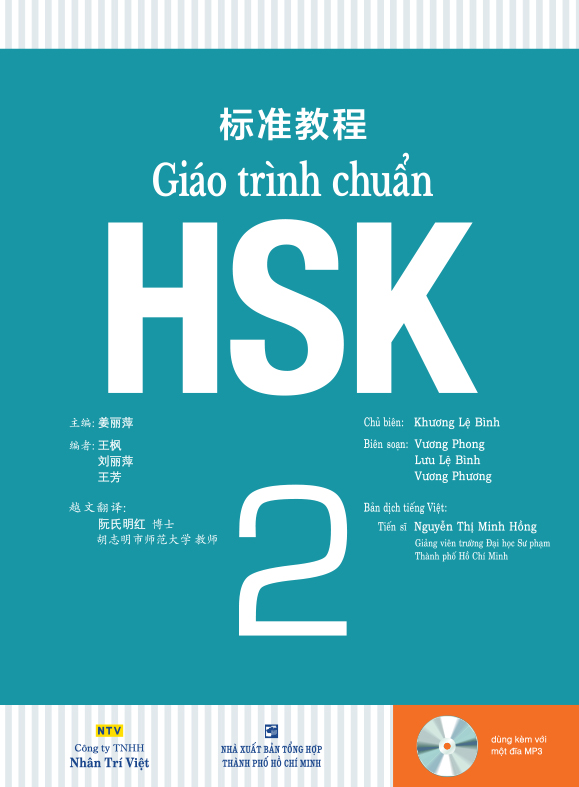 标准教程
Giáo trình chuẩn
HSK
主编: 姜丽萍
编者: 王枫
刘丽萍
王芳
越文翻译:
阮氏明红 博士
胡志明市师范大学 教师
Chủ biên: Khương Lệ Bình
Biên soạn: Vương Phong
Lưu Lệ Bình
Vương Phương
Bản dịch tiếng Việt:
Tiến sĩ Nguyễn Thị Minh Hồng
Giảng viên trường Đại học Sư phạm
Thành phố Hồ Chí Minh
2
NTV
Công ty TNHH
Nhân Trí Việt
NHÀ XUẤT BẢN TỔNG HỢP
THÀNH PHỐ HỒ CHÍ MINH
dùng kèm với
một đĩa MP3